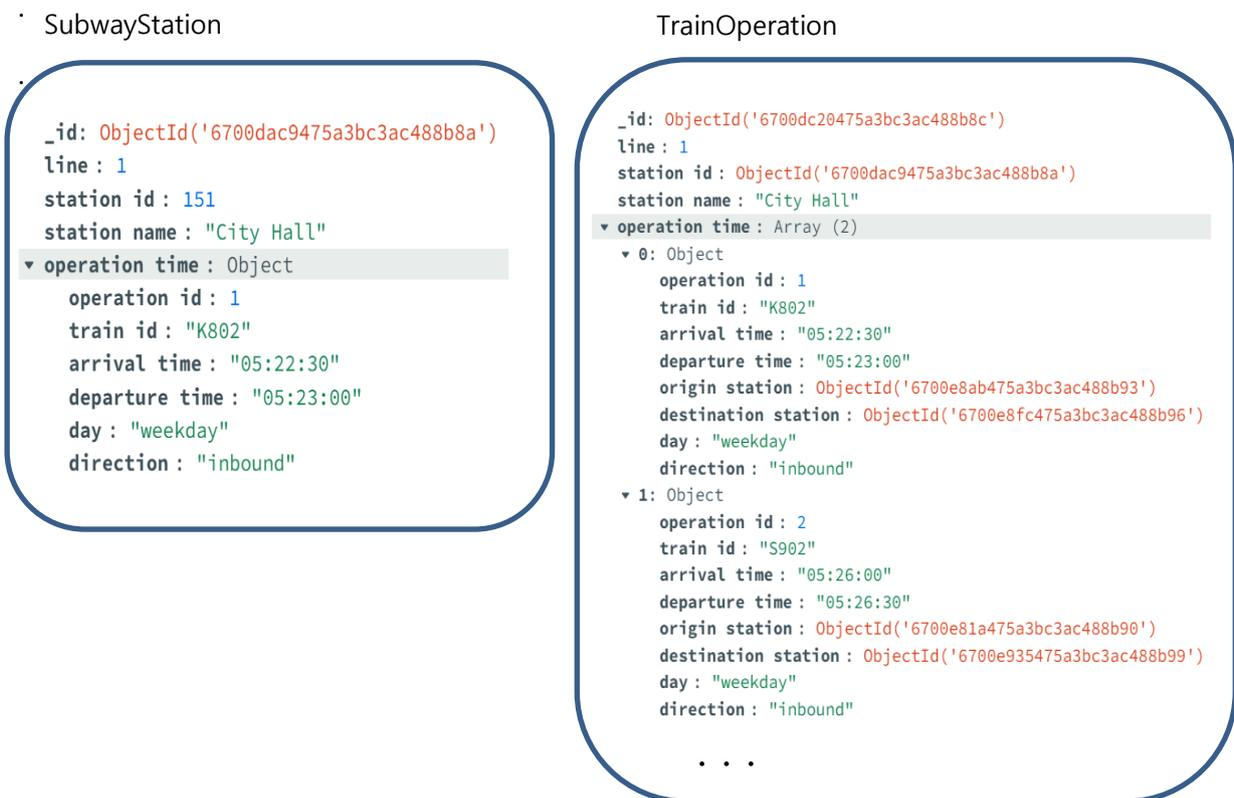 SubwayStation
_id: ObjectId('6700dac9475a3bc3ac488b8a')
line : 1
station id : 151
station name : "City Hall"
▾ operation time : Object
operation id : 1
train id : "K802"
arrival time : "05:22:30"
departure time : "05:23:00"
day : "weekday"
direction : "inbound"
TrainOperation
_id: ObjectId('6700dc20475a3bc3ac488b8c')
line : 1
station id : ObjectId('6700dac9475a3bc3ac488b8a')
station name : "City Hall"
▾ operation time : Array (2)
▾ 0: Object
operation id : 1
train id : "K802"
arrival time : "05:22:30"
departure time : "05:23:00"
origin station : ObjectId('6700e8ab475a3bc3ac488b93')
destination station : ObjectId('6700e8fc475a3bc3ac488b96')
day : "weekday"
direction : "inbound"
▾ 1: Object
operation id : 2
train id : "S902"
arrival time : "05:26:00"
departure time : "05:26:30"
origin station : ObjectId('6700e81a475a3bc3ac488b90')
destination station : ObjectId('6700e935475a3bc3ac488b99')
day : "weekday"
direction : "inbound"
. . .